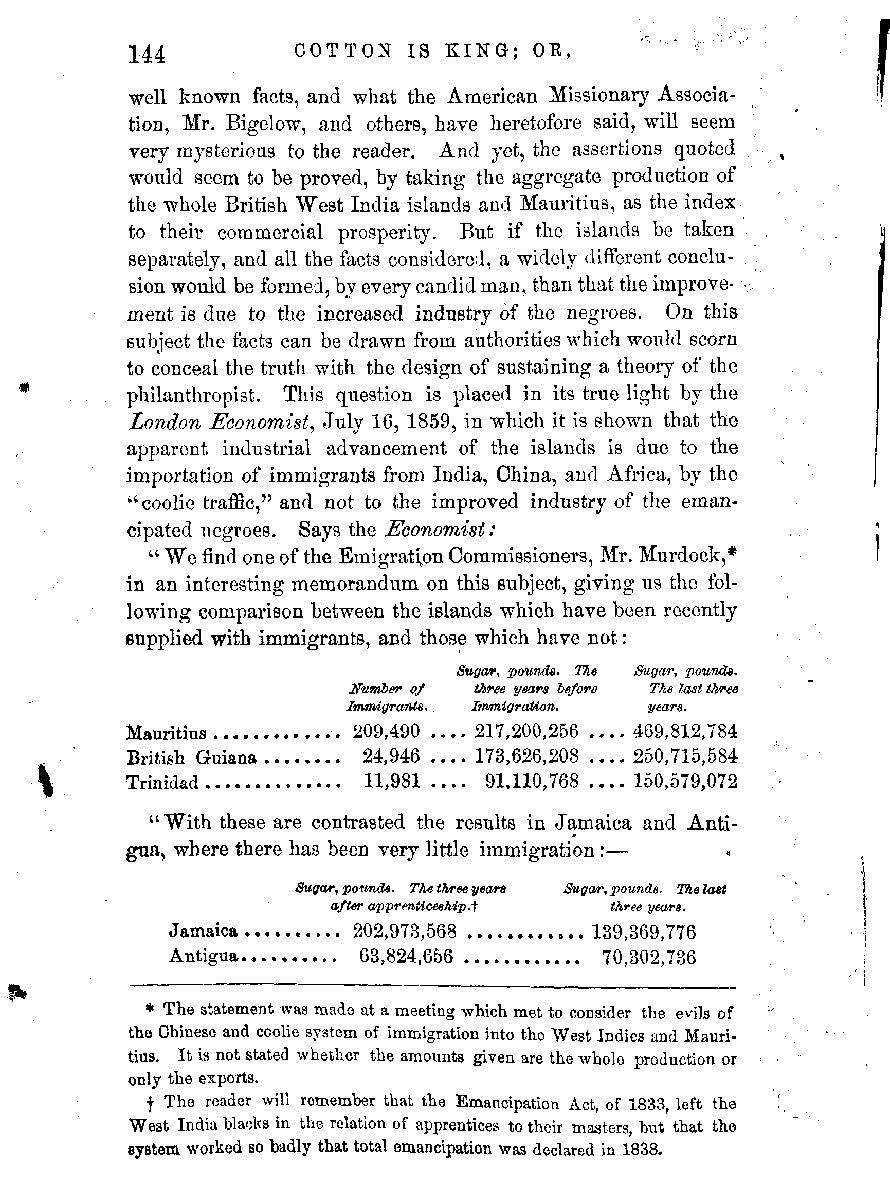 144 COTTON IS KING; OR,
well known facts, and what the American Missionary Associa-
tion, Mr. Bigelow, and others, have heretofore said, will seem
very mysterious to the reader. And yet, the assertions quoted
would seem to be proved, by taking the aggregate production of
the whole British West India islands and Mauritius, as the index
to their commercial prosperity. But if the islands be taken
separately, and all the facts considered, a widely different conclu-
sion would be formed, by every candid man, than that the improve-
ment is due to the increased industry of the negroes. On this
subject the facts can be drawn from authorities which would scorn
to conceal the truth with the design of sustaining a theory of the
philanthropist. This question is placed in its true light by the
London Economist, July 16, 1859, in which it is shown that the
apparent industrial advancement of the islands is due to the
importation of immigrants from India, China, and Africa, by the
“coolie traffic,” and not to the improved industry of the eman-
cipated negroes. Says the Economist:
“We find one of the Emigration Commissioners, Mr. Murdock,*
in an interesting memorandum on this subject, giving us the fol-
lowing comparison between the islands which have been recently
supplied with immigrants, and those which have not:
Sugar, pounds. The Sugar, pounds.
Number of three years before The last three
Immigrants. Immigration. years.
Mauritius ............. 209,490 .... 217,200,256 .... 469,812,784
British Guiana ........ 24,946 .... 173,626,208 .... 250,715,584
Trinidad .............. 11,981 .... 91,110,768 .... 150,579,072
“With these are contrasted the results in Jamaica and Anti-
gua, where there has been very little immigration:—
Sugar, pounds. The three years Sugar, pounds. The last
after apprenticeship.† three years.
Jamaica .......... 202,973,568 ............ 139,369,776
Antigua.......... 63,824,656 ............ 70,302,736
* The statement was made at a meeting which met to consider the evils of
the Chinese and coolie system of immigration into the West Indies and Mauri-
tius. It is not stated whether the amounts given are the whole production or
only the exports.
† The reader will remember that the Emancipation Act, of 1833, left the
West India blacks in the relation of apprentices to their masters, but that the
system worked so badly that total emancipation was declared in 1838.